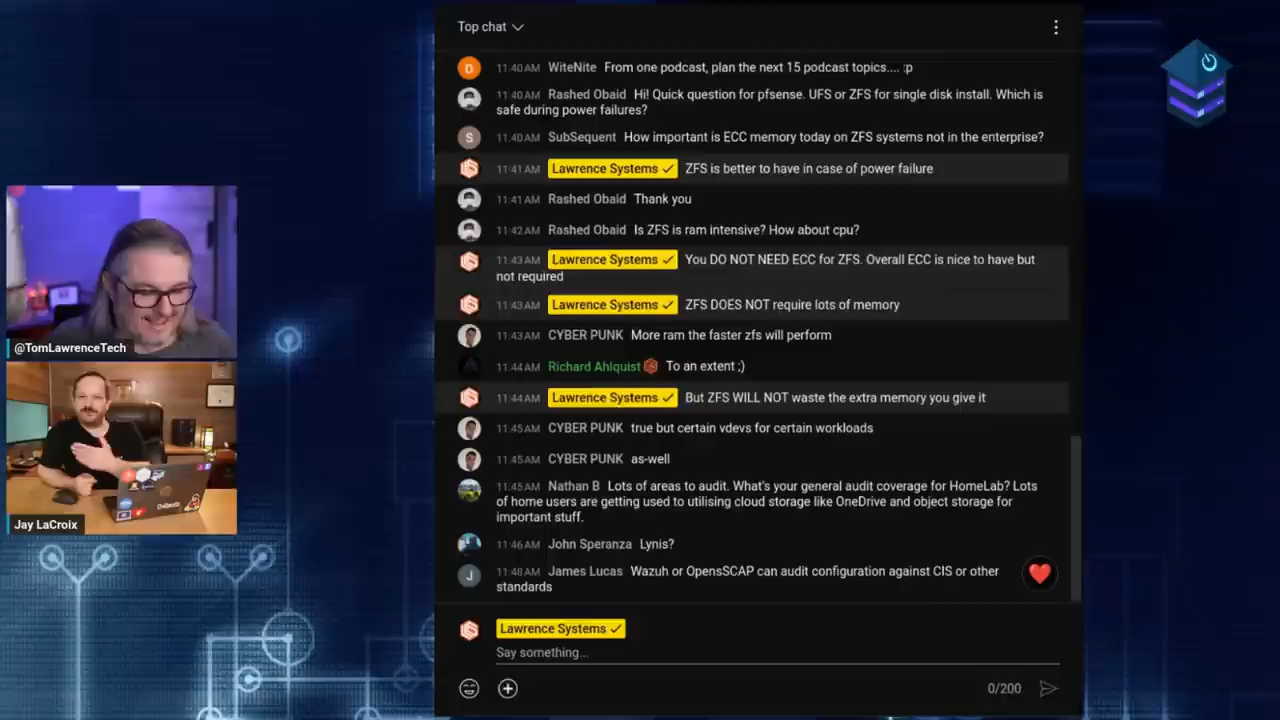 Top chat
D 11:40 AM WiteNite From one podcast, plan the next 15 podcast topics.... :p
11:40 AM Rashed Obaid Hi! Quick question for pfsense. UFS or ZFS for single disk install. Which is
safe during power failures?
S 11:40 AM SubSequent How important is ECC memory today on ZFS systems not in the enterprise?
11:41 AM Lawrence Systems ZFS is better to have in case of power failure
11:41 AM Rashed Obaid Thank you
11:42 AM Rashed Obaid Is ZFS is ram intensive? How about cpu?
11:43 AM Lawrence Systems You DO NOT NEED ECC for ZFS. Overall ECC is nice to have but
not required
11:43 AM Lawrence Systems ZFS DOES NOT require lots of memory
11:43 AM CYBER PUNK More ram the faster zfs will perform
11:44 AM Richard Ahlquist To an extent ;)
11:44 AM Lawrence Systems But ZFS WILL NOT waste the extra memory you give it
11:45 AM CYBER PUNK true but certain vdevs for certain workloads
11:45 AM CYBER PUNK as-well
11:45 AM Nathan B Lots of areas to audit. What's your general audit coverage for HomeLab? Lots
of home users are getting used to utilising cloud storage like OneDrive and object storage for
important stuff.
11:46 AM John Speranza Lynis?
J 11:48 AM James Lucas Wazuh or OpensSCAP can audit configuration against CIS or other
standards
Lawrence Systems
Say something...
0/200
@TomLawrenceTech
Jay LaCroix